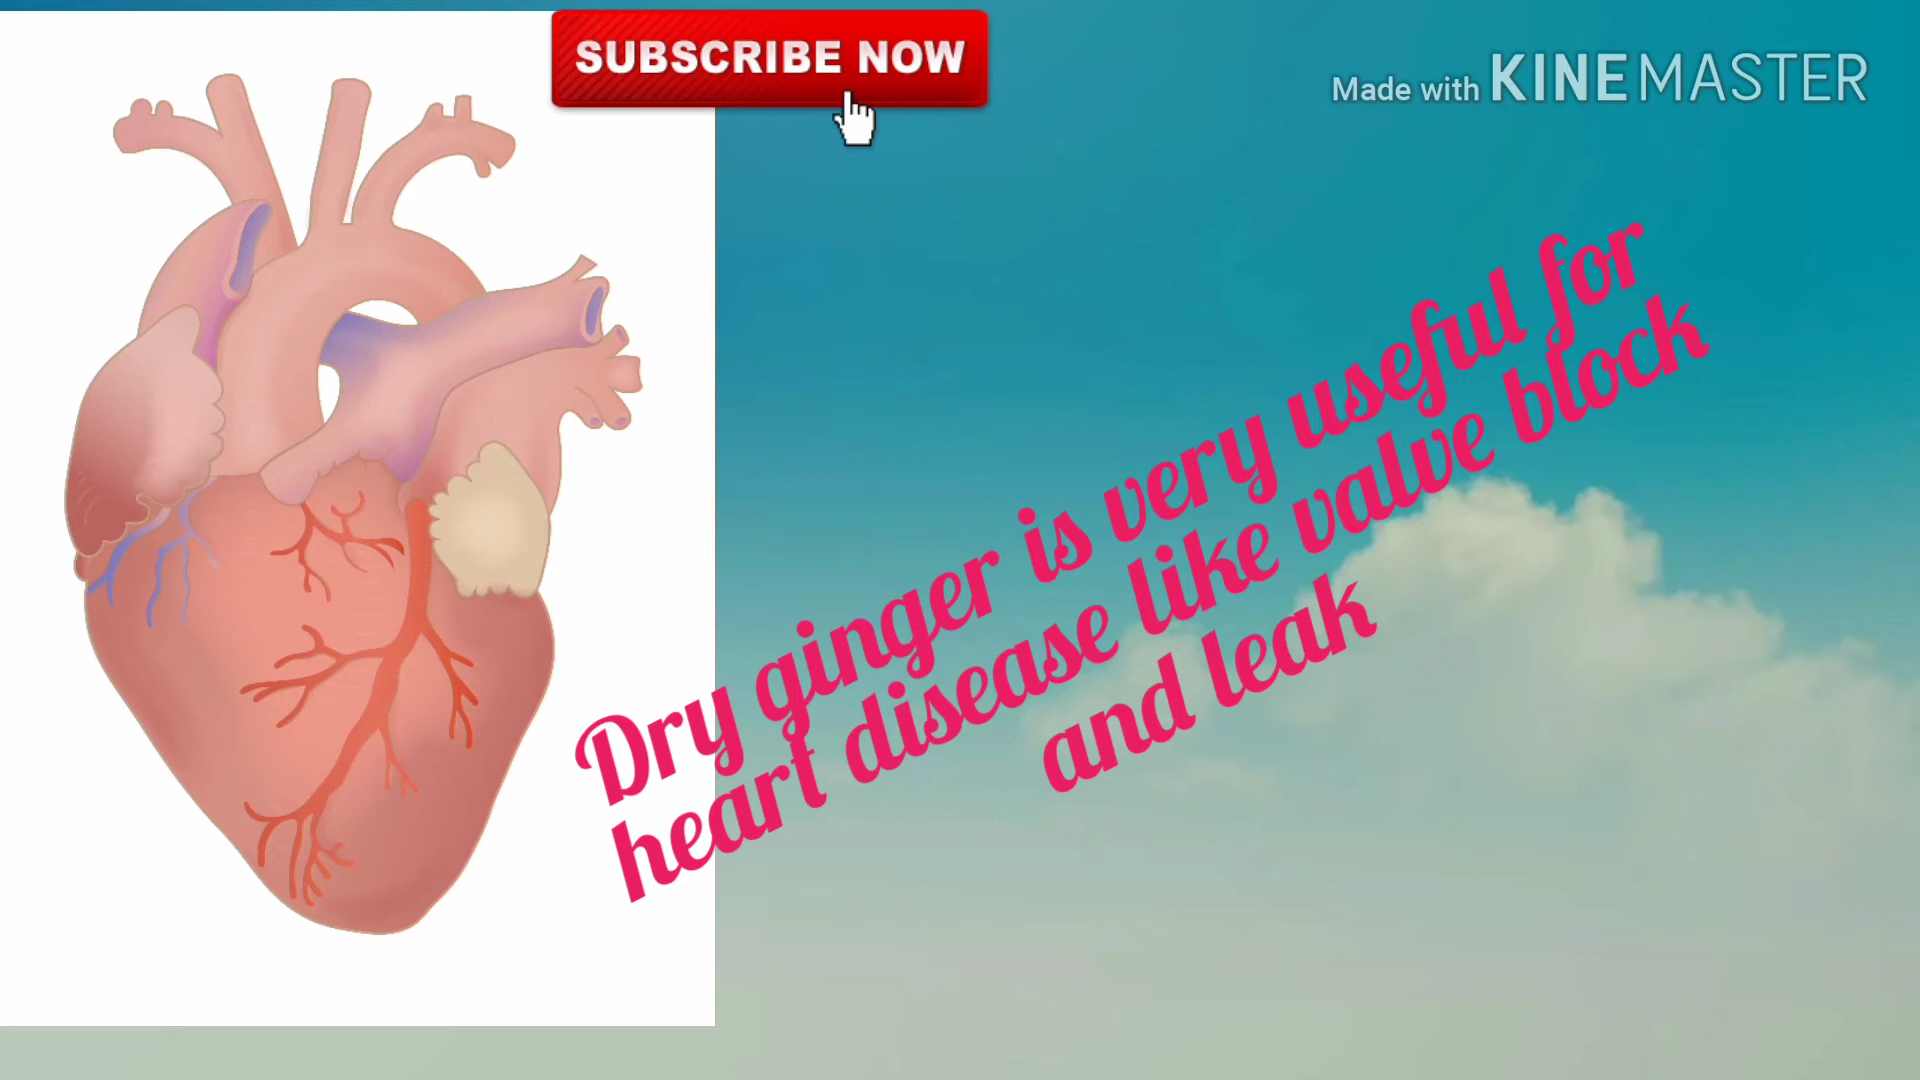 SUBSCRIBE NOW
Made with KINEMASTER
Dry ginger is very useful for
heart disease like valve block
and leak